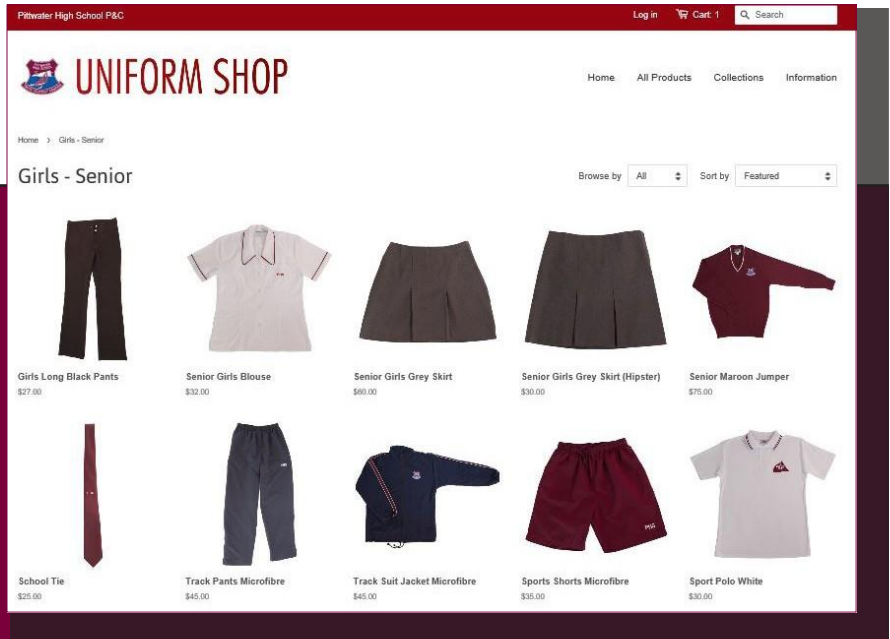 Pittwater High School P&C
Log in Cart: 1 Search
UNIFORM SHOP
Home All Products Collections Information
Home › Girls - Senior
Girls - Senior
Browse by All Sort by Featured
Girls Long Black Pants
$27.00
Senior Girls Blouse
$32.00
Senior Girls Grey Skirt
$60.00
Senior Girls Grey Skirt (Hipster)
$30.00
Senior Maroon Jumper
$75.00
School Tie
$25.00
Track Pants Microfibre
$45.00
Track Suit Jacket Microfibre
$45.00
Sports Shorts Microfibre
$35.00
Sport Polo White
$30.00